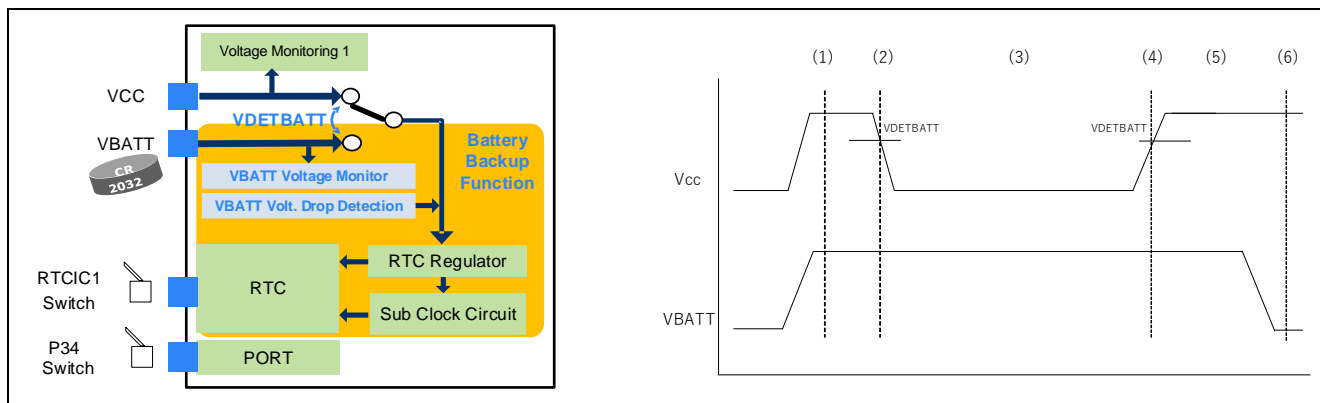 Voltage Monitoring 1
VCC
VDETBATT
VBATT
Battery
Backup
Function
CR
2032
VBATT Voltage Monitor
VBATT Volt. Drop Detection
RTCIC1
Switch
RTC
RTC Regulator
Sub Clock Circuit
P34
Switch
PORT
(1)
(2)
(3)
(4)
(5)
(6)
VDETBATT
VDETBATT
Vcc
VBATT